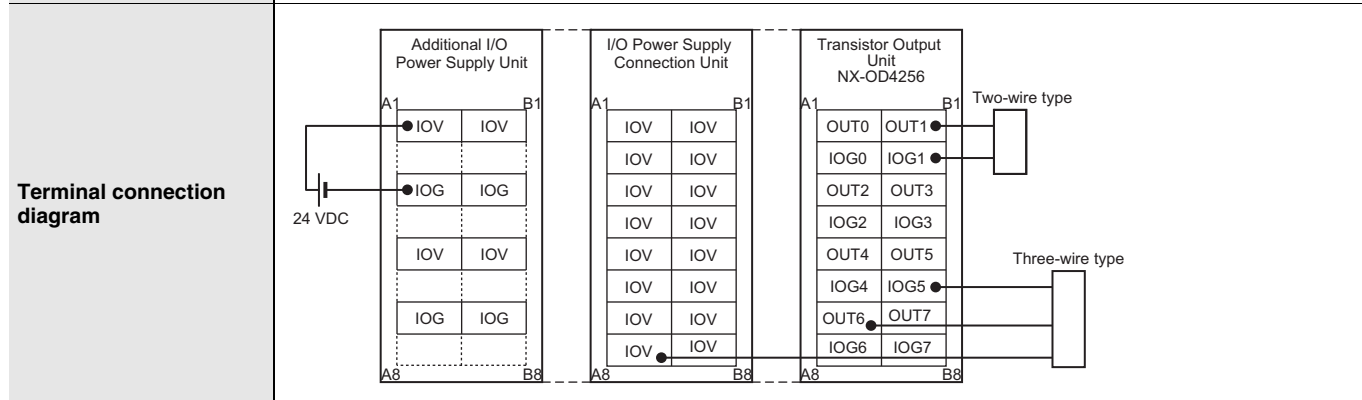 Terminal connection
diagram
24 VDC
Additional I/O
Power Supply Unit
A1 B1
IOV IOV
IOG IOG
IOV IOV
IOG IOG
A8 B8
I/O Power Supply
Connection Unit
A1 B1
IOV IOV
IOV IOV
IOV IOV
IOV IOV
IOV IOV
IOV IOV
IOV IOV
IOV IOV
A8 B8
Transistor Output
Unit
NX-OD4256
A1 B1
OUT0 OUT1
IOG0 IOG1
OUT2 OUT3
IOG2 IOG3
OUT4 OUT5
IOG4 IOG5
OUT6 OUT7
IOG6 IOG7
A8 B8
Two-wire type
Three-wire type